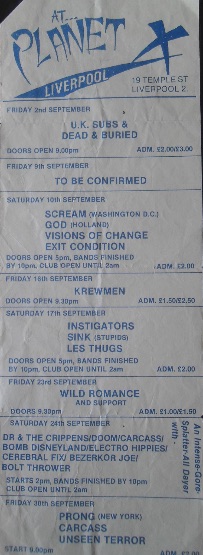 AT...
PLANET X
LIVERPOOL
19 TEMPLE ST
LIVERPOOL 2.
FRIDAY 2nd SEPTEMBER
U.K. SUBS &
DEAD & BURIED
DOORS OPEN 9.00pm ADM. £2.00/£3.00
FRIDAY 9th SEPTEMBER
TO BE CONFIRMED
SATURDAY 10th SEPTEMBER
SCREAM (WASHINGTON D.C.)
GOD (HOLLAND)
VISIONS OF CHANGE
EXIT CONDITION
DOORS OPEN 5pm, BANDS FINISHED
BY 10pm, CLUB OPEN UNTIL 2am ADM. £2.00
FRIDAY 16th SEPTEMBER
KREWMEN
DOORS OPEN 9.30pm ADM. £1.50/£2.50
SATURDAY 17th SEPTEMBER
INSTIGATORS
SINK (STUPIDS)
LES THUGS
DOORS OPEN 5pm, BANDS FINISHED
BY 10pm, CLUB OPEN UNTIL 2am ADM. £2.00
FRIDAY 23rd SEPTEMBER
WILD ROMANCE
AND SUPPORT
DOORS 9.30pm ADM. £1.00/£1.50
SATURDAY 24th SEPTEMBER
An Intense-Gore-
Splatter-All Dayer
with -
DR & THE CRIPPENS/DOOM/CARCASS/
BOMB DISNEYLAND/ELECTRO HIPPIES/
CEREBRAL FIX/BEZERKOR JOE/
BOLT THROWER
STARTS 2pm, BANDS FINISHED BY 10pm
CLUB OPEN UNTIL 2am
FRIDAY 30th SEPTEMBER
PRONG (NEW YORK)
CARCASS
UNSEEN TERROR
START 9.00pm ADM.